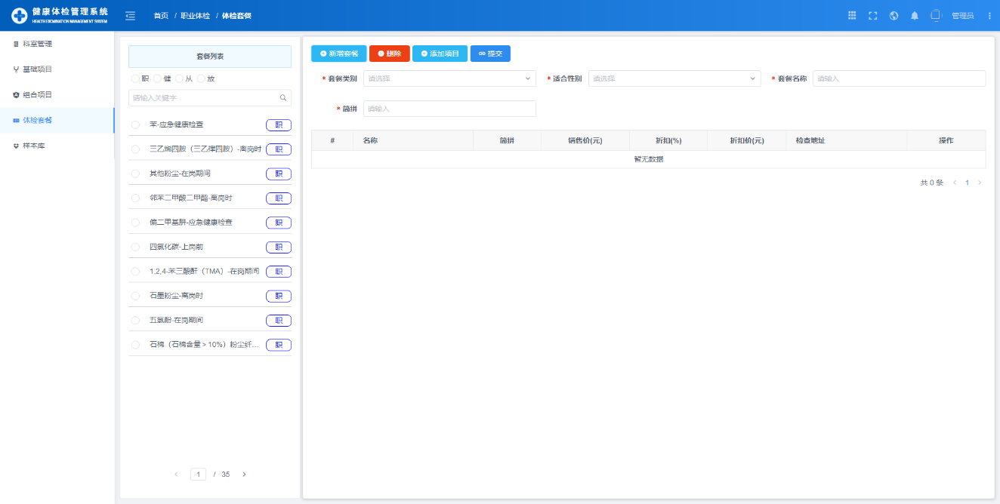 健康体检管理系统
HEALTH EXCMINATION MANAGEMENT SYSTEM
首页 / 职业体检 / 体检套餐
管理员
科室管理
基础项目
组合项目
体检套餐
样本库
套餐列表
职 健 从 放
请输入关键字
苯-应急健康检查 职
三乙烯四胺（三乙撑四胺）-离岗时 职
其他粉尘-在岗期间 职
邻苯二甲酸二甲酯-离岗时 职
偏二甲基肼-应急健康检查 职
四氯化碳-上岗前 职
1,2,4-苯三酸酐（TMA）-在岗期间 职
石墨粉尘-离岗时 职
五氯酚-在岗期间 职
石棉（石棉含量＞10%）粉尘纤... 职
1 / 35
新增套餐 删除 添加项目 提交
* 套餐类别 请选择 * 适合性别 请选择 * 套餐名称 请输入
* 简拼 请输入
# 名称 简拼 销售价(元) 折扣(%) 折扣价(元) 检查地址 操作
暂无数据
共 0 条 1